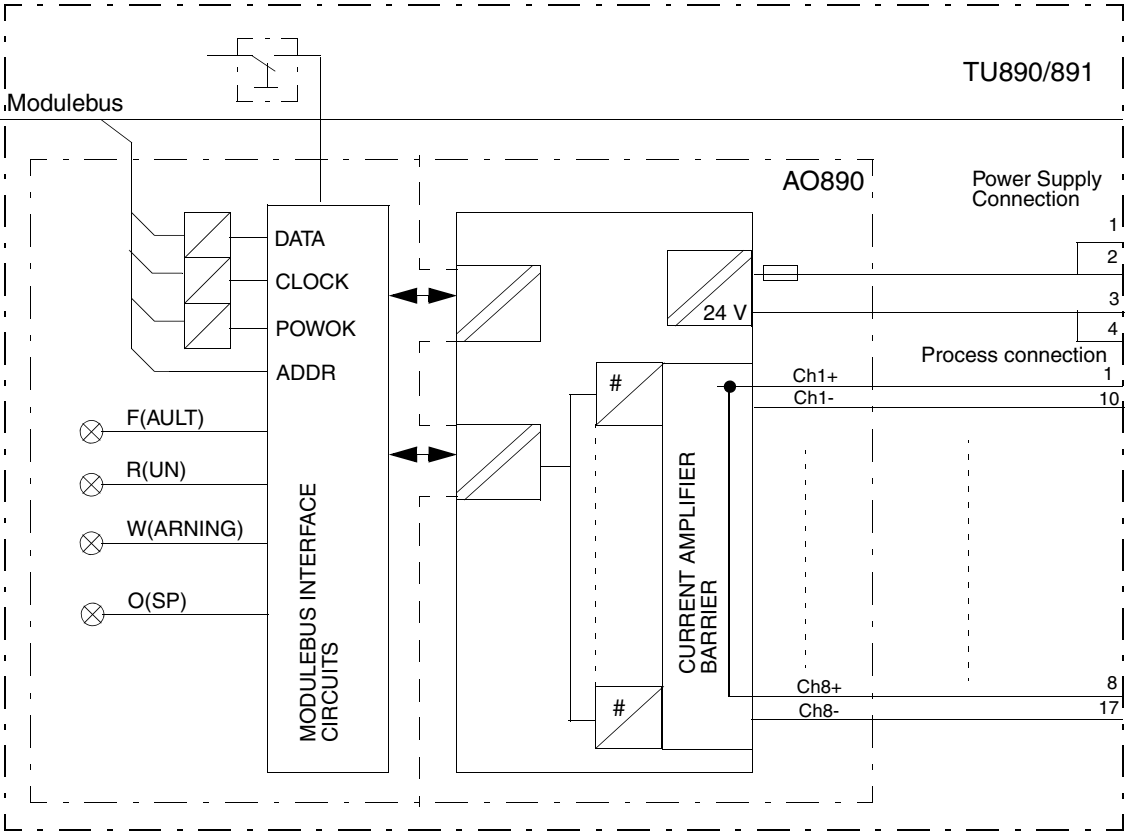 TU890/891
Modulebus
AO890
Power Supply
Connection
1
2
3
4
DATA
CLOCK
POWOK
ADDR
24 V
Process connection
#
Ch1+
1
Ch1-
10
F(AULT)
R(UN)
W(ARNING)
O(SP)
MODULEBUS INTERFACE
CIRCUITS
CURRENT AMPLIFIER
BARRIER
#
Ch8+
8
Ch8-
17